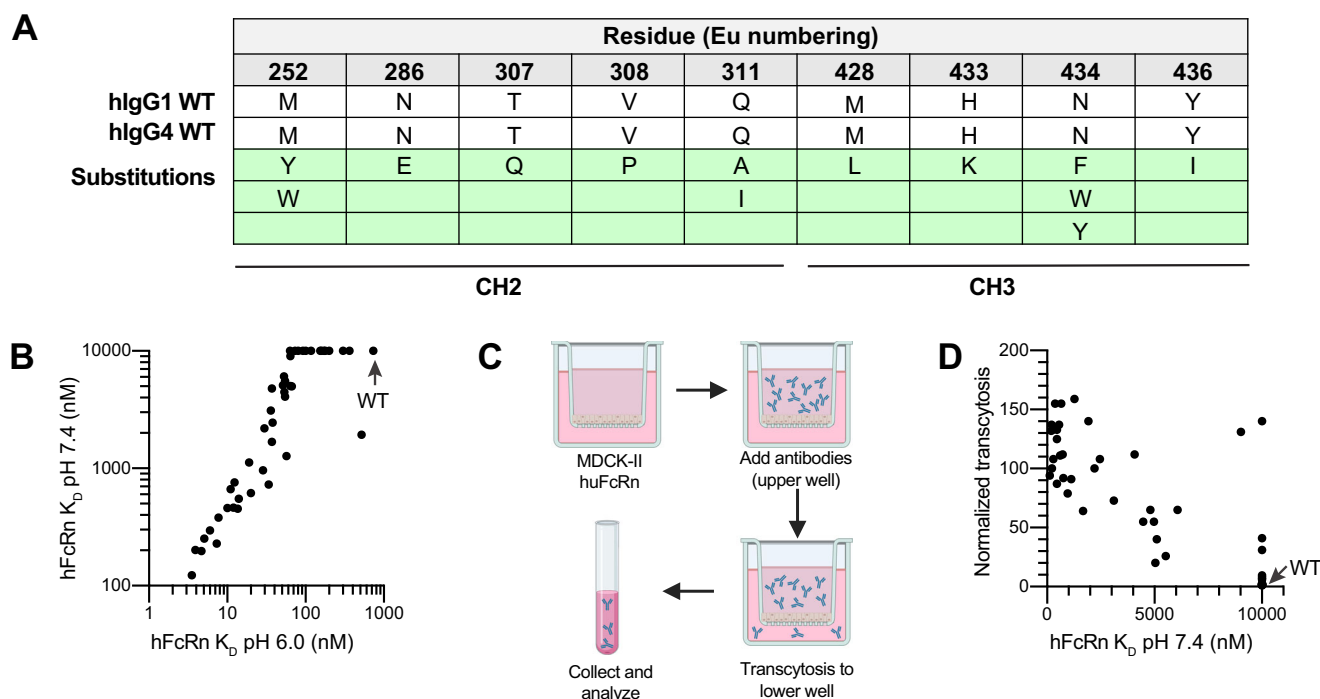 A
Residue (Eu numbering)
252 286 307 308 311 428 433 434 436
hIgG1 WT M N T V Q M H N Y
hIgG4 WT M N T V Q M H N Y
Substitutions Y E Q P A L K F I
W I W
Y
CH2 CH3
B
hFcRn KD pH 7.4 (nM)
10000
1000
100
WT
1 10 100 1000
hFcRn KD pH 6.0 (nM)
C
MDCK-II
huFcRn
Add antibodies
(upper well)
Collect and
analyze
Transcytosis to
lower well
D
Normalized transcytosis
200
150
100
50
0
WT
0 5000 10000
hFcRn KD pH 7.4 (nM)